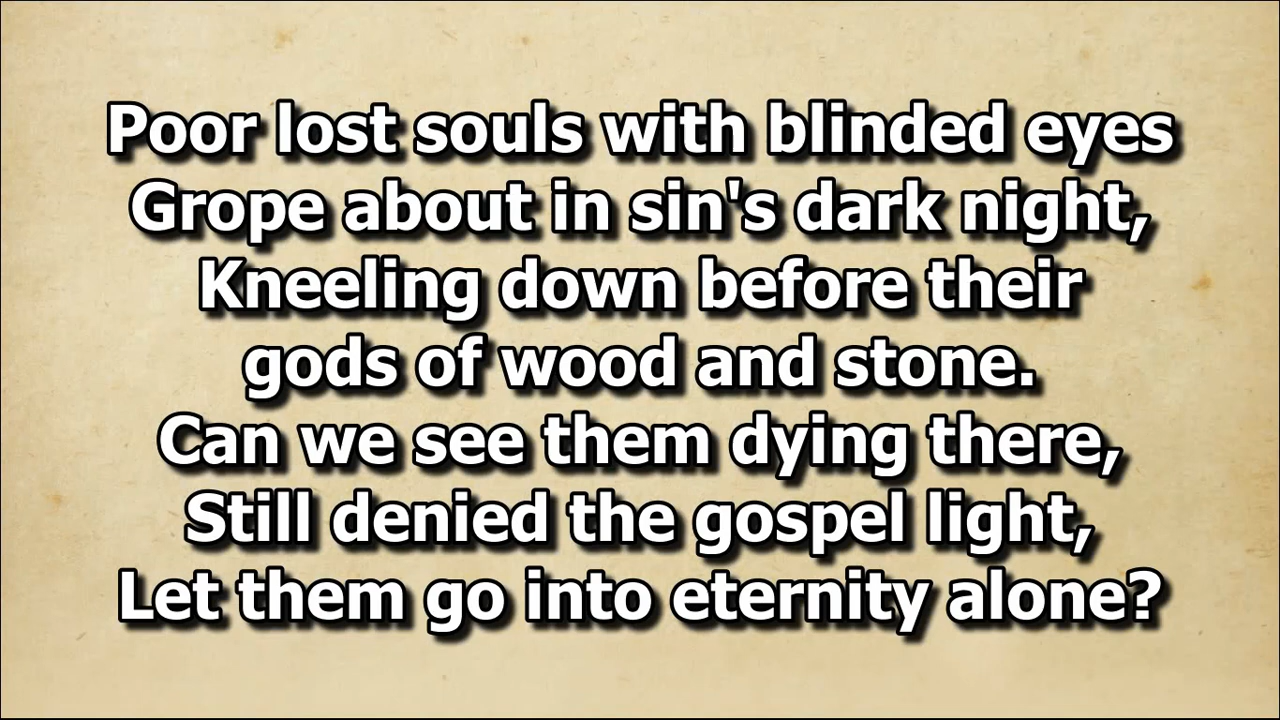 Poor lost souls with blinded eyes
Grope about in sin's dark night,
Kneeling down before their
gods of wood and stone.
Can we see them dying there,
Still denied the gospel light,
Let them go into eternity alone?